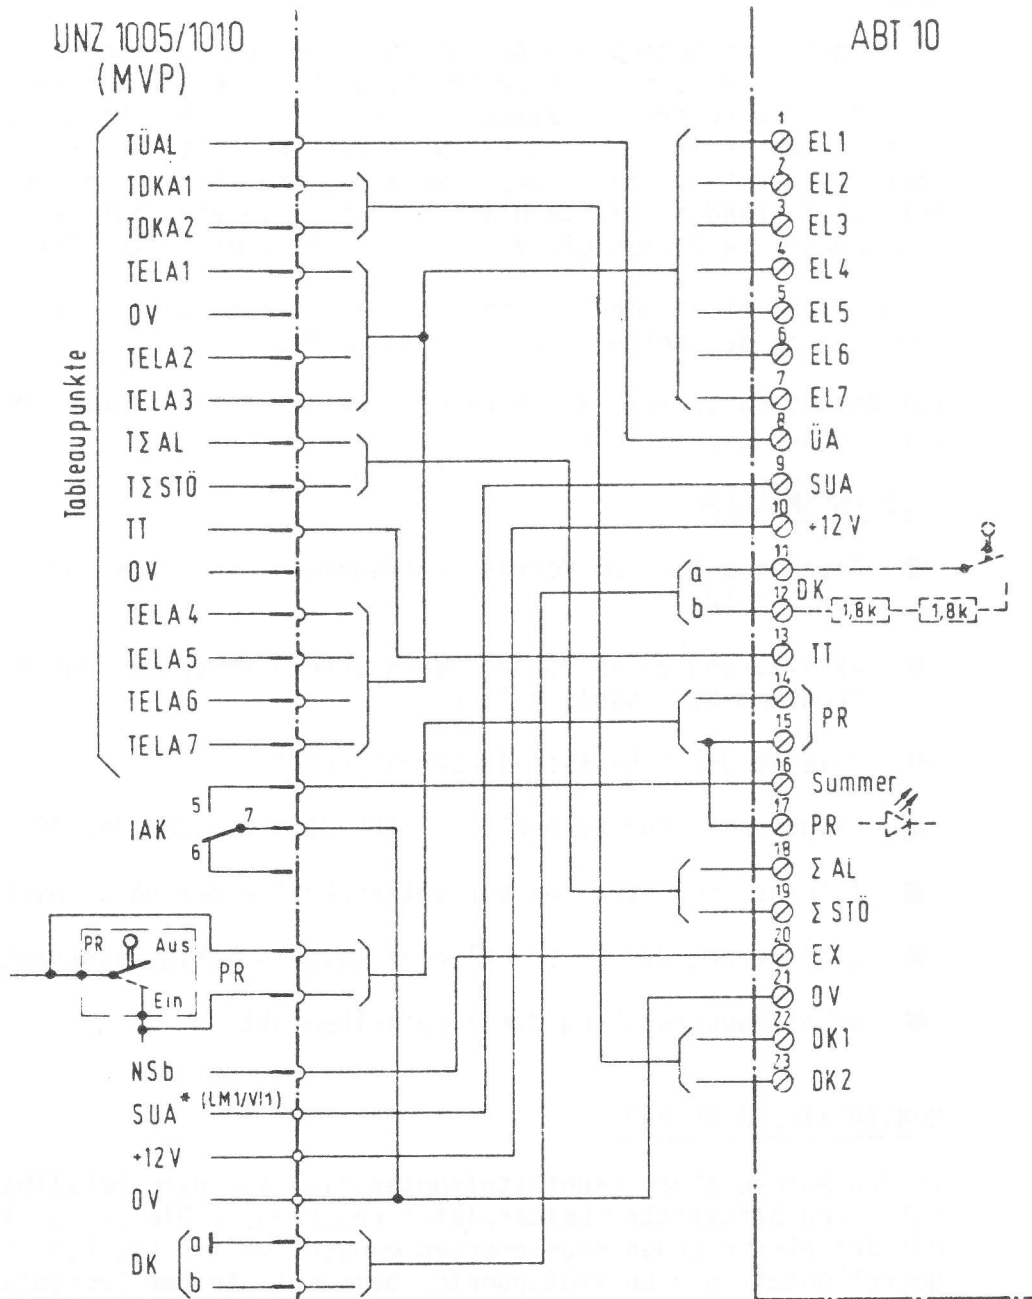 UNZ 1005/1010
(MVP)
ABT 10
Tableaupunkte
TÜAL
TDKA1
TDKA2
TELA1
0V
TELA2
TELA3
TΣAL
TΣSTÖ
TT
0V
TELA4
TELA5
TELA6
TELA7
IAK
5
7
6
PR
Aus
Ein
PR
NSb
SUA* (LM1/VI1)
+12V
0V
DK
a
b
1 EL1
2 EL2
3 EL3
4 EL4
5 EL5
6 EL6
7 EL7
8 ÜA
9 SUA
10 +12V
a
11
DK
b
12
1,8k
1,8k
13 TT
14
15
PR
16 Summer
17 PR
18 ΣAL
19 ΣSTÖ
20 EX
21 0V
22 DK1
23 DK2